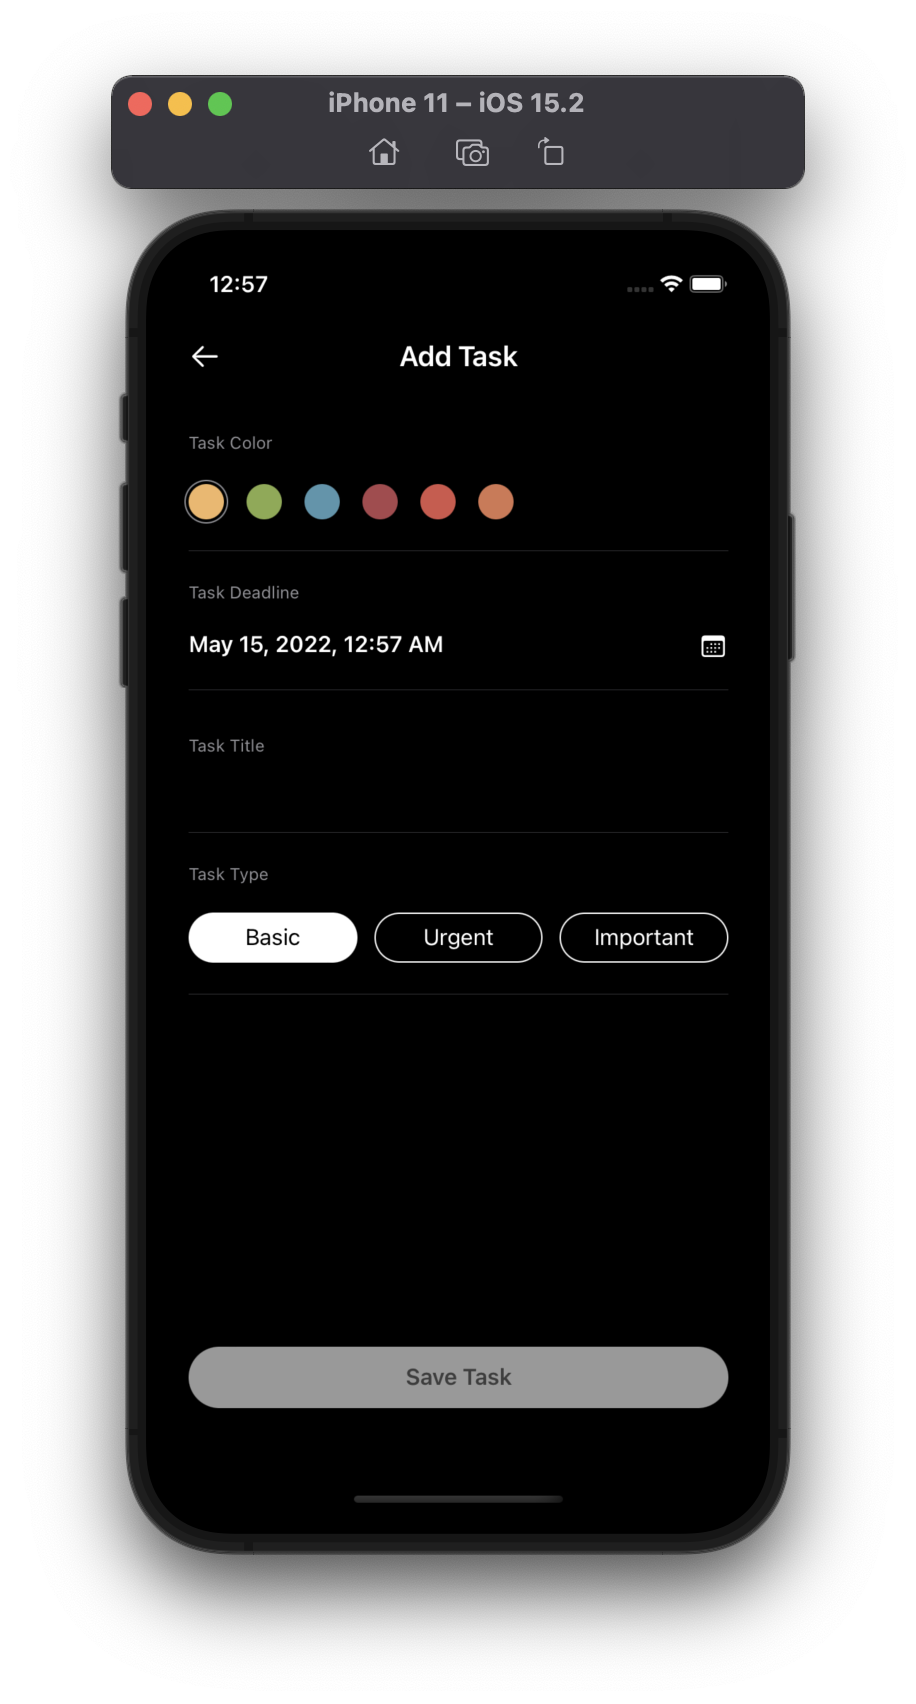 iPhone 11 – iOS 15.2
12:57
Add Task
Task Color
Task Deadline
May 15, 2022, 12:57 AM
Task Title
Task Type
Basic Urgent Important
Save Task